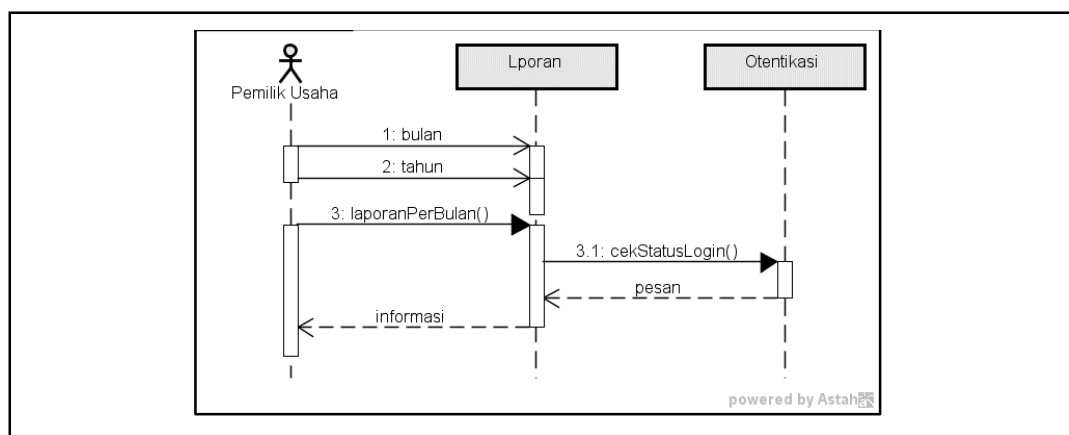 Pemilik Usaha
Lporan
Otentikasi
1: bulan
2: tahun
3: laporanPerBulan()
3.1: cekStatusLogin()
pesan
informasi
powered by Astah